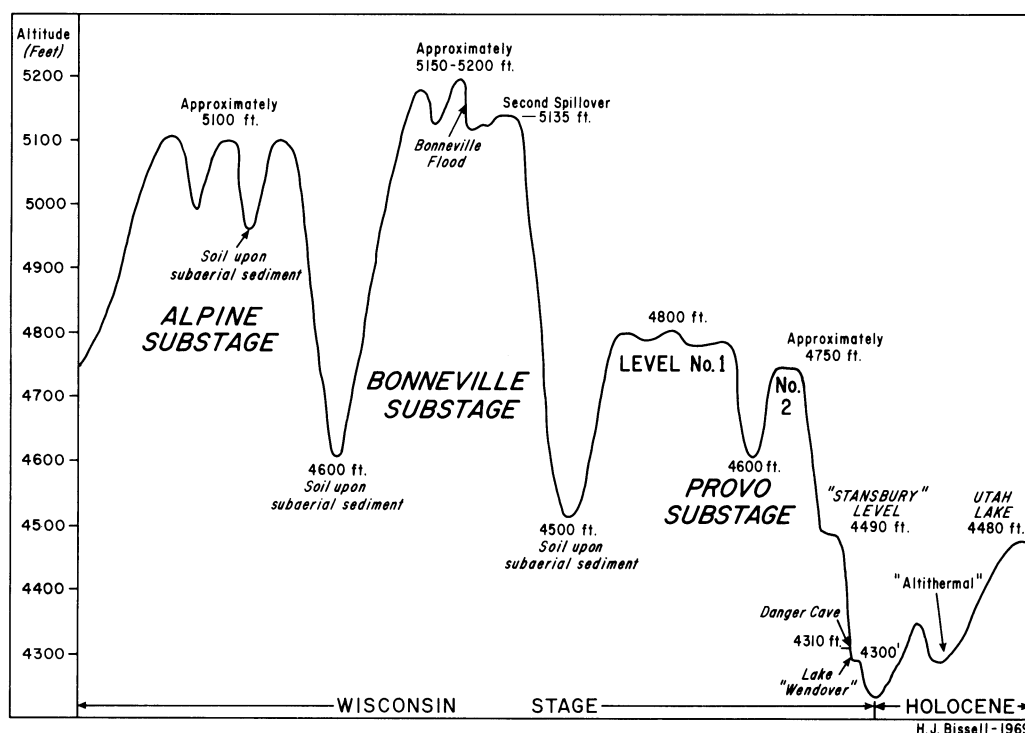 Altitude
(Feet)
5200
5100
5000
4900
4800
4700
4600
4500
4400
4300
Approximately
5100 ft.
Soil upon
subaerial sediment
ALPINE
SUBSTAGE
4600 ft.
Soil upon
subaerial sediment
Approximately
5150-5200 ft.
Bonneville
Flood
Second Spillover
5135 ft.
BONNEVILLE
SUBSTAGE
4500 ft.
Soil upon
subaerial sediment
4800 ft.
LEVEL No. 1
Approximately
4750 ft.
No.
2
4600 ft.
PROVO
SUBSTAGE
"STANSBURY"
LEVEL
4490 ft.
UTAH
LAKE
4480 ft.
"Altithermal"
Danger Cave
4310 ft.
4300'
Lake
"Wendover"
WISCONSIN STAGE
HOLOCENE
H.J. Bissell-1969